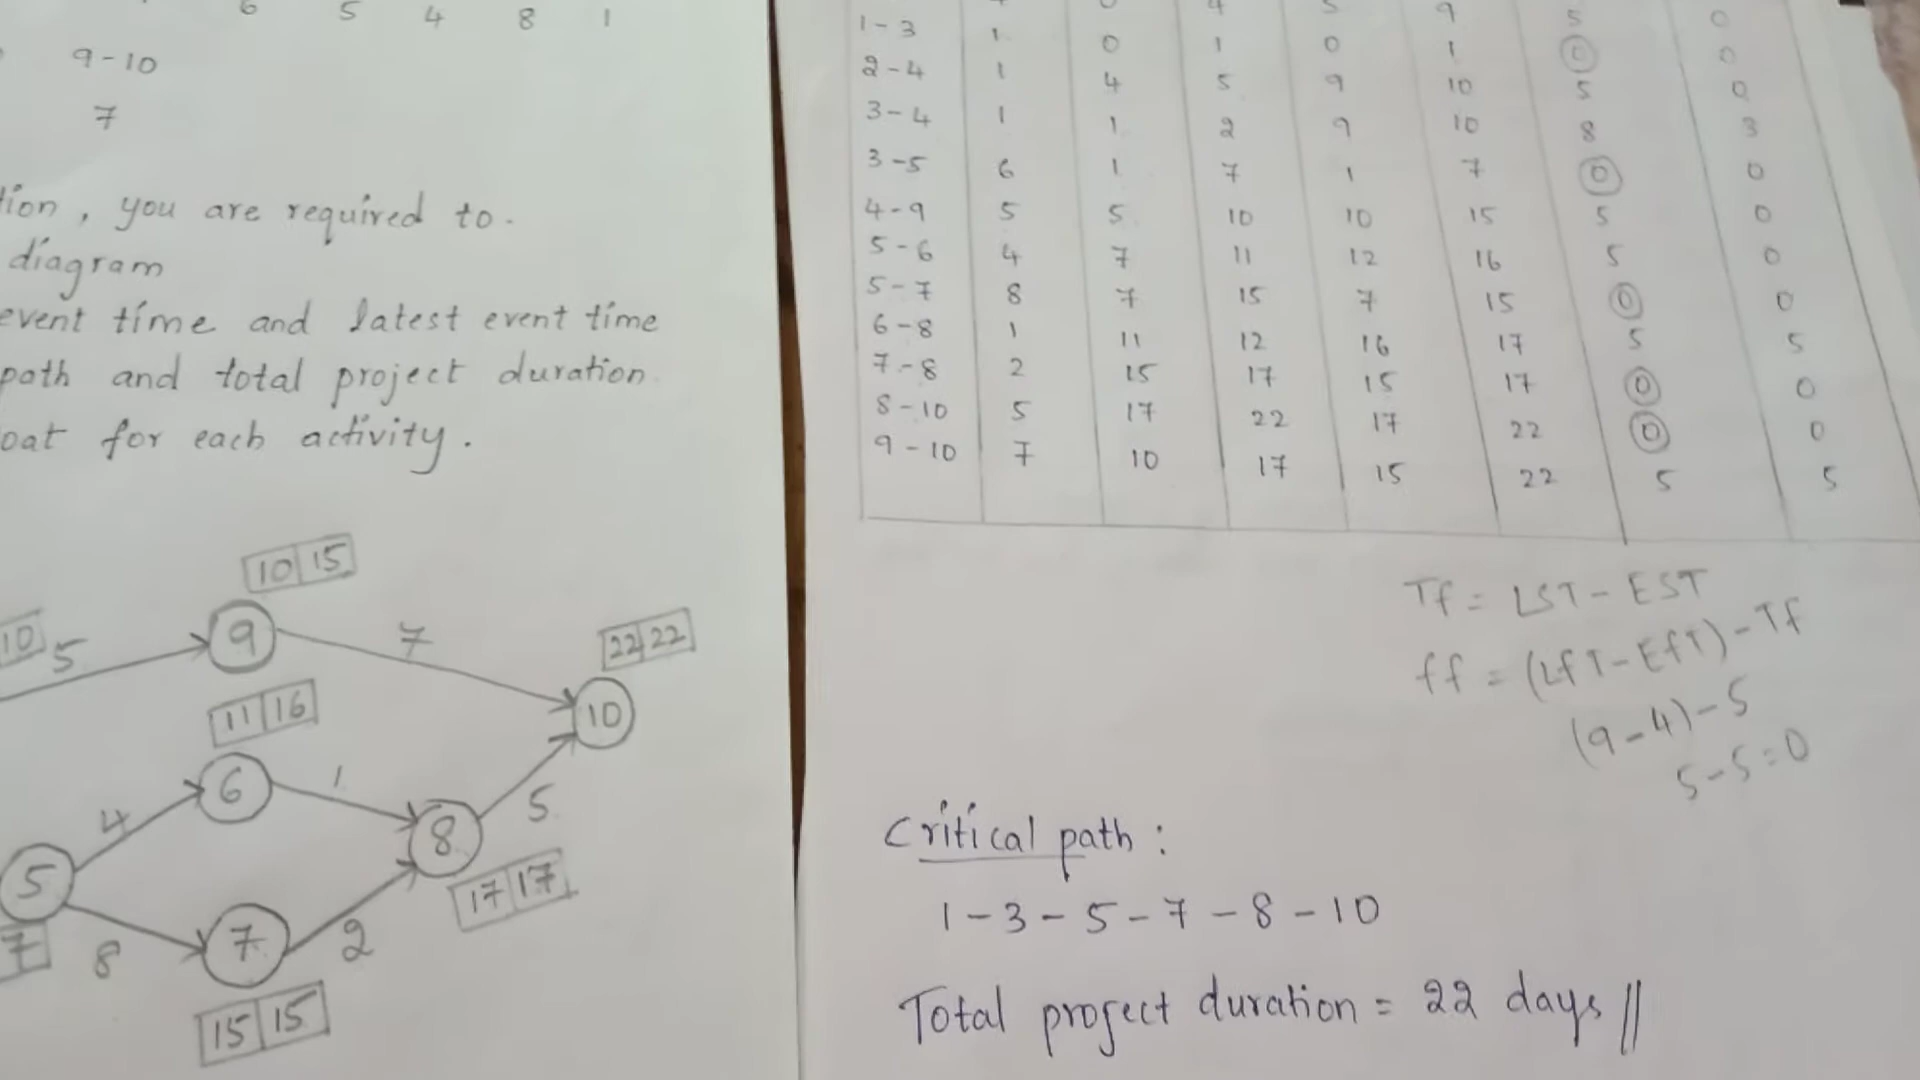 6 5 4 8 1
9-10
7
tion, you are required to.
diagram
event time and latest event time
path and total project duration
oat for each activity.
10 15
10
5
9
7
22 22
11 16
10
6
1
4
8
5
5
17 17
7
7
8
2
15 15
4 9
1-3 1 0 1 0 1 0 0
2-4 1 4 5 9 10 5 0
3-4 1 1 2 9 10 8 3
3-5 6 1 7 1 7 0 0
4-9 5 5 10 10 15 5 0
5-6 4 7 11 12 16 5 0
5-7 8 7 15 7 15 0 0
6-8 1 11 12 16 17 5 5
7-8 2 15 17 15 17 0 0
8-10 5 17 22 17 22 0 0
9-10 7 10 17 15 22 5 5
Tf = LST - EST
ff = (LfT - EfT) - Tf
(9-4)-5
5-5=0
Critical path :
1-3-5-7-8-10
Total project duration = 22 days //